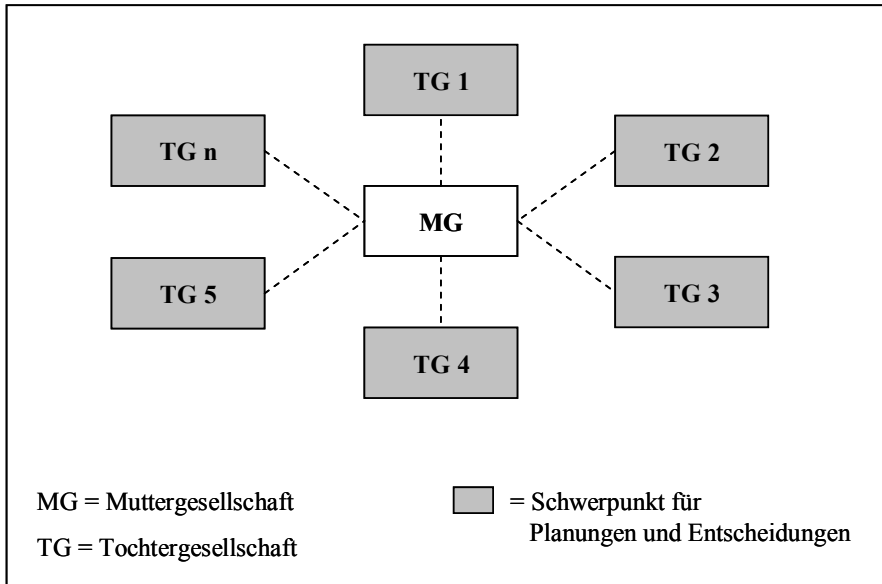 TG 1
TG n
TG 2
MG
TG 5
TG 3
TG 4
MG = Muttergesellschaft
TG = Tochtergesellschaft
= Schwerpunkt für
Planungen und Entscheidungen